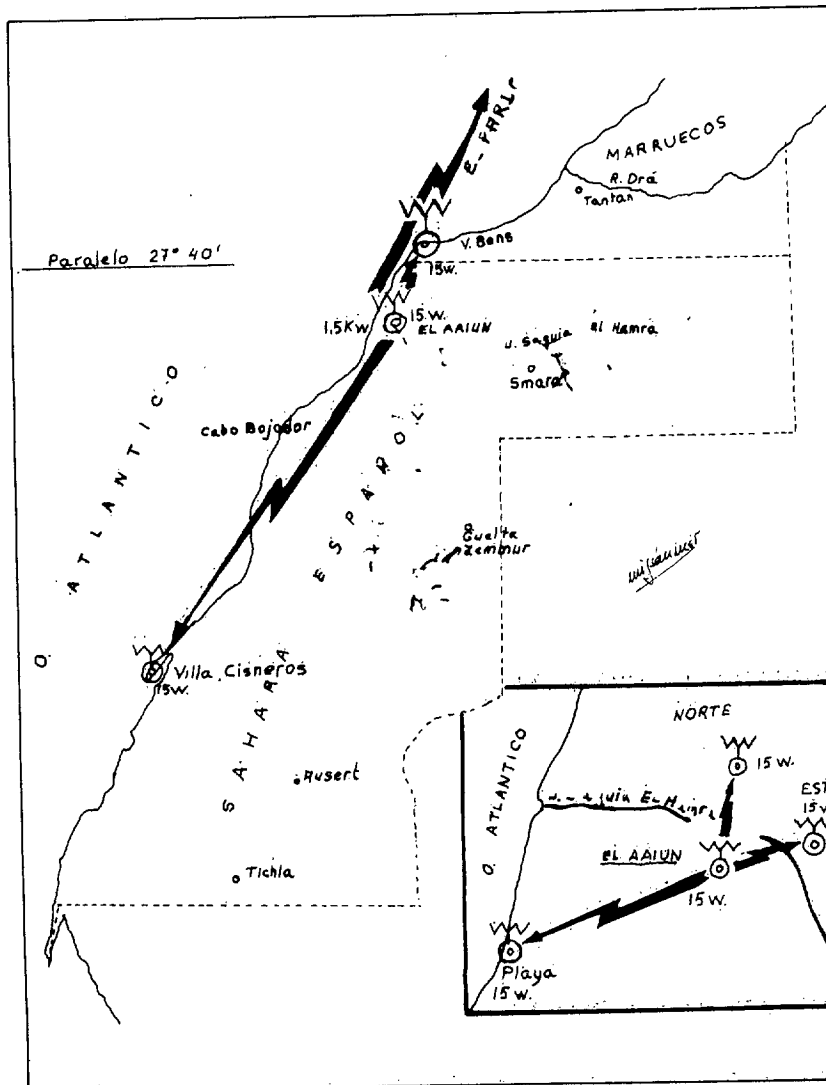 MARRUECOS
R. Drá
Tantan
V. Bens
15w.
Paralelo 27° 40'
1,5Kw
15 w.
EL AAIUN
Saguia el Hamra
Smara
Cabo Bojador
O. ATLANTICO
SAHARA ESPAÑOL
Guelta
Zemmur
Villa Cisneros
15w.
Ausert
Tichla
NORTE
15 w.
O. ATLANTICO
EST
EL AAIUN
15 w.
Playa
15 w.